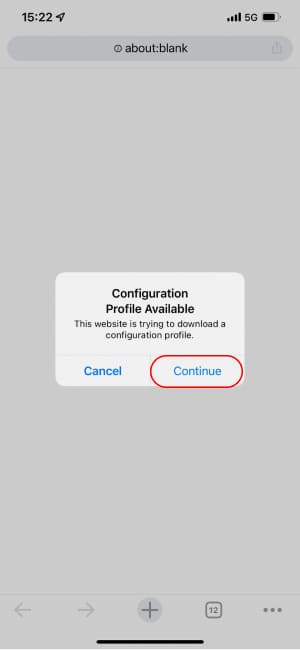 15:22 5G
about:blank
Configuration
Profile Available
This website is trying to download a
configuration profile.
Cancel Continue
12